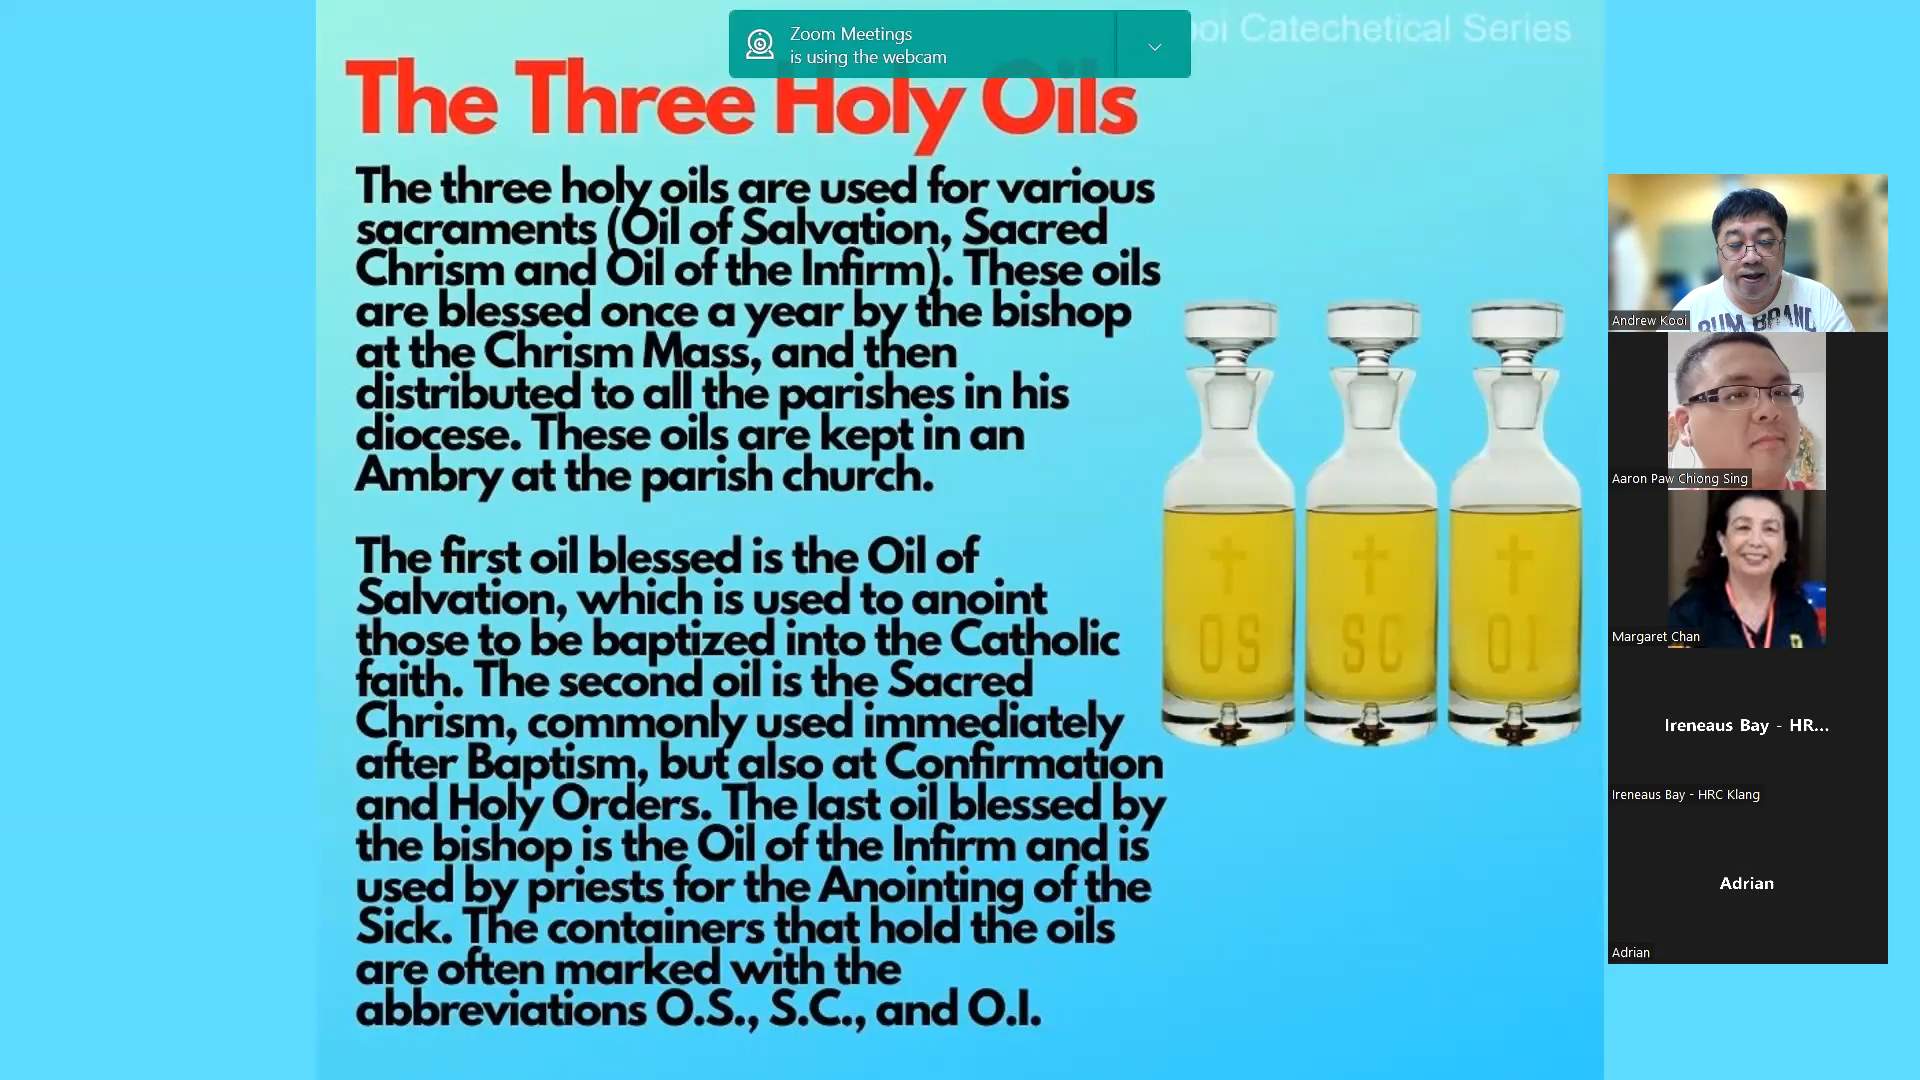 Zoom Meetings
is using the webcam
Catechetical Series
The Three Holy Oils
The three holy oils are used for various
sacraments (Oil of Salvation, Sacred
Chrism and Oil of the Infirm). These oils
are blessed once a year by the bishop
at the Chrism Mass, and then
distributed to all the parishes in his
diocese. These oils are kept in an
Ambry at the parish church.
The first oil blessed is the Oil of
Salvation, which is used to anoint
those to be baptized into the Catholic
faith. The second oil is the Sacred
Chrism, commonly used immediately
after Baptism, but also at Confirmation
and Holy Orders. The last oil blessed by
the bishop is the Oil of the Infirm and is
used by priests for the Anointing of the
Sick. The containers that hold the oils
are often marked with the
abbreviations O.S., S.C., and O.I.
OS
SC
OI
BUM BRAND
Andrew Kooi
Aaron Paw Chiong Sing
Margaret Chan
Ireneaus Bay - HR...
Ireneaus Bay - HRC Klang
Adrian
Adrian